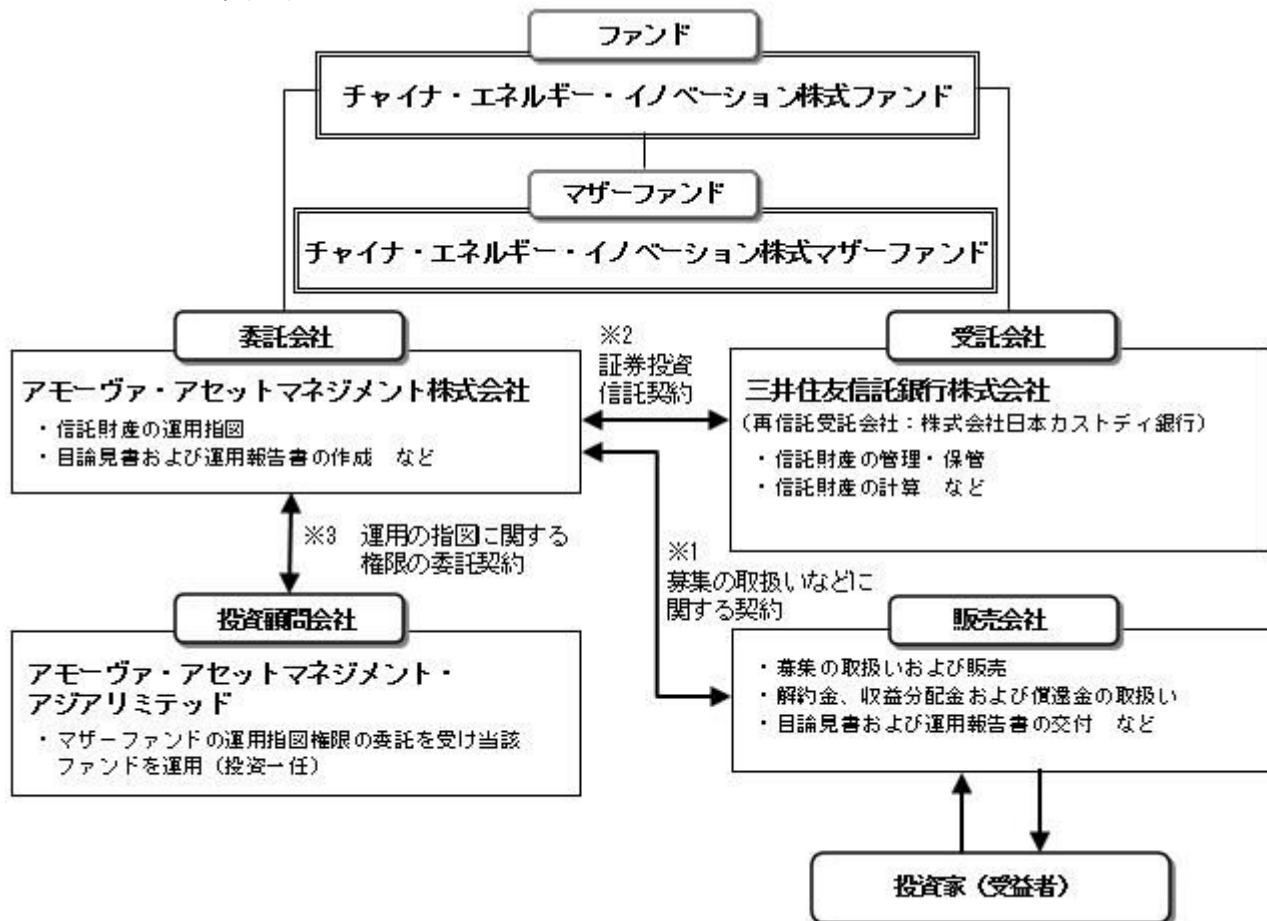 ファンド
チャイナ・エネルギー・イノベーション株式ファンド
マザーファンド
チャイナ・エネルギー・イノベーション株式マザーファンド
委託会社
アモーヴァ・アセットマネジメント株式会社
・信託財産の運用指図
・目論見書および運用報告書の作成 など
※2
証券投資
信託契約
受託会社
三井住友信託銀行株式会社
(再信託受託会社:株式会社日本カストディ銀行)
・信託財産の管理・保管
・信託財産の計算 など
※3 運用の指図に関する
権限の委託契約
※1
募集の取扱いなどに
関する契約
投資顧問会社
アモーヴァ・アセットマネジメント・
アジアリミテッド
・マザーファンドの運用指図権限の委託を受け当該
ファンドを運用(投資一任)
販売会社
・募集の取扱いおよび販売
・解約金、収益分配金および償還金の取扱い
・目論見書および運用報告書の交付 など
投資家(受益者)